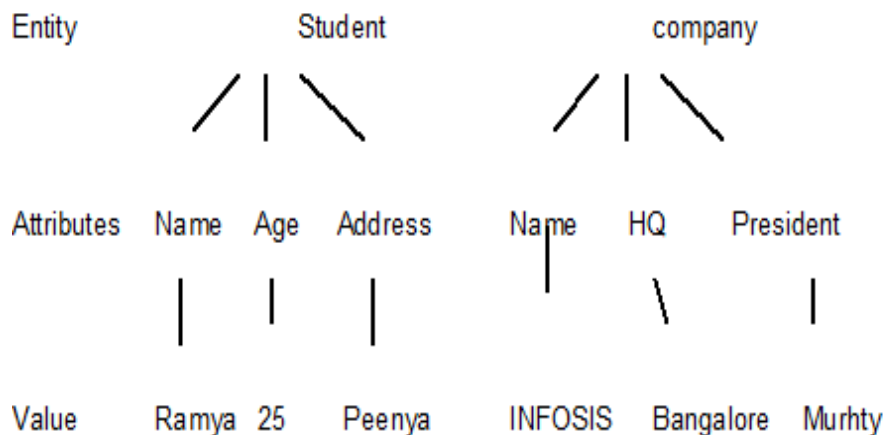 Entity Student company
Attributes Name Age Address Name HQ President
Value Ramya 25 Peenya INFOSIS Bangalore Murhty